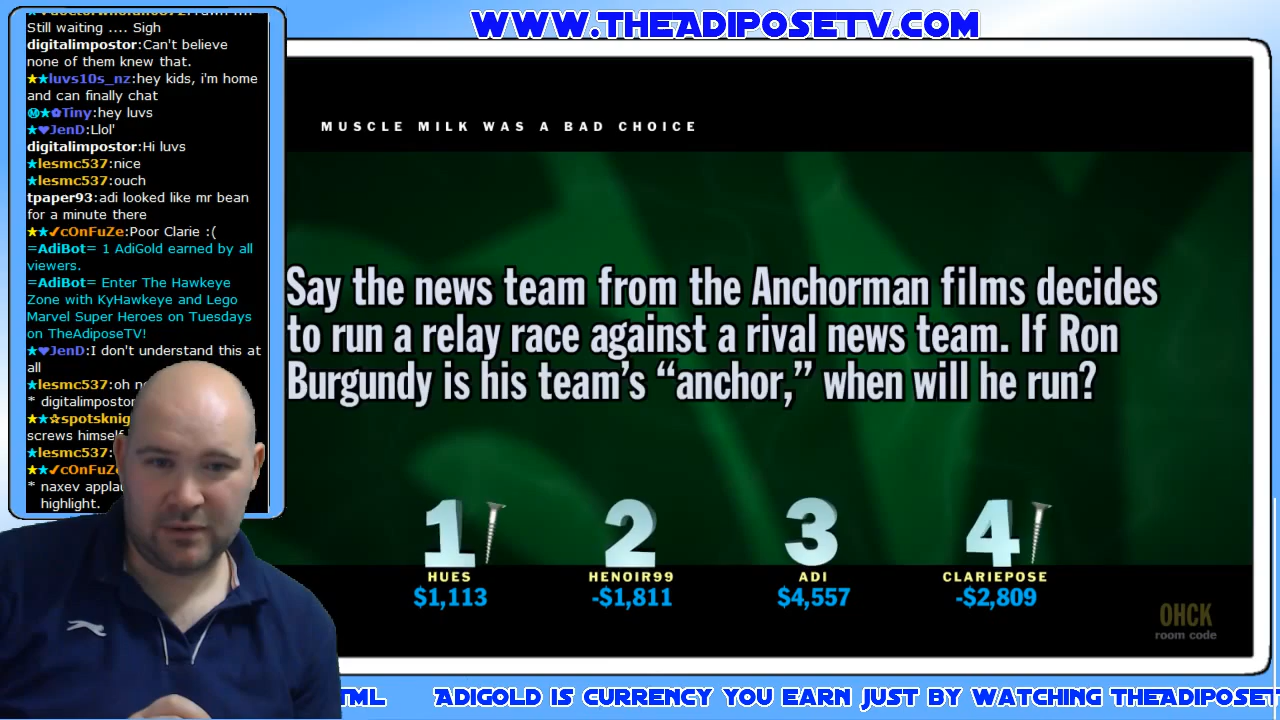 WWW.THEADIPOSETV.COM
Still waiting .... Sigh
digitalimpostor:Can't believe
none of them knew that.
luvs10s_nz:hey kids, i'm home
and can finally chat
Tiny:hey luvs
JenD:Llol'
digitalimpostor:Hi luvs
lesmc537:nice
lesmc537:ouch
tpaper93:adi looked like mr bean
for a minute there
cOnFuZe:Poor Clarie :(
=AdiBot= 1 AdiGold earned by all
viewers.
=AdiBot= Enter The Hawkeye
Zone with KyHawkeye and Lego
Marvel Super Heroes on Tuesdays
on TheAdiposeTV!
JenD:I don't understand this at
all
lesmc537:oh
* digitalimpostor
screws himself
lesmc537:
* naxev
highlight.
MUSCLE MILK WAS A BAD CHOICE
Say the news team from the Anchorman films decides
to run a relay race against a rival news team. If Ron
Burgundy is his team's “anchor,” when will he run?
1 2 3 4
HUES HENOIR99 ADI CLARIEPOSE
$1,113 -$1,811 $4,557 -$2,809
OHCK
room code
ADIGOLD IS CURRENCY YOU EARN JUST BY WATCHING